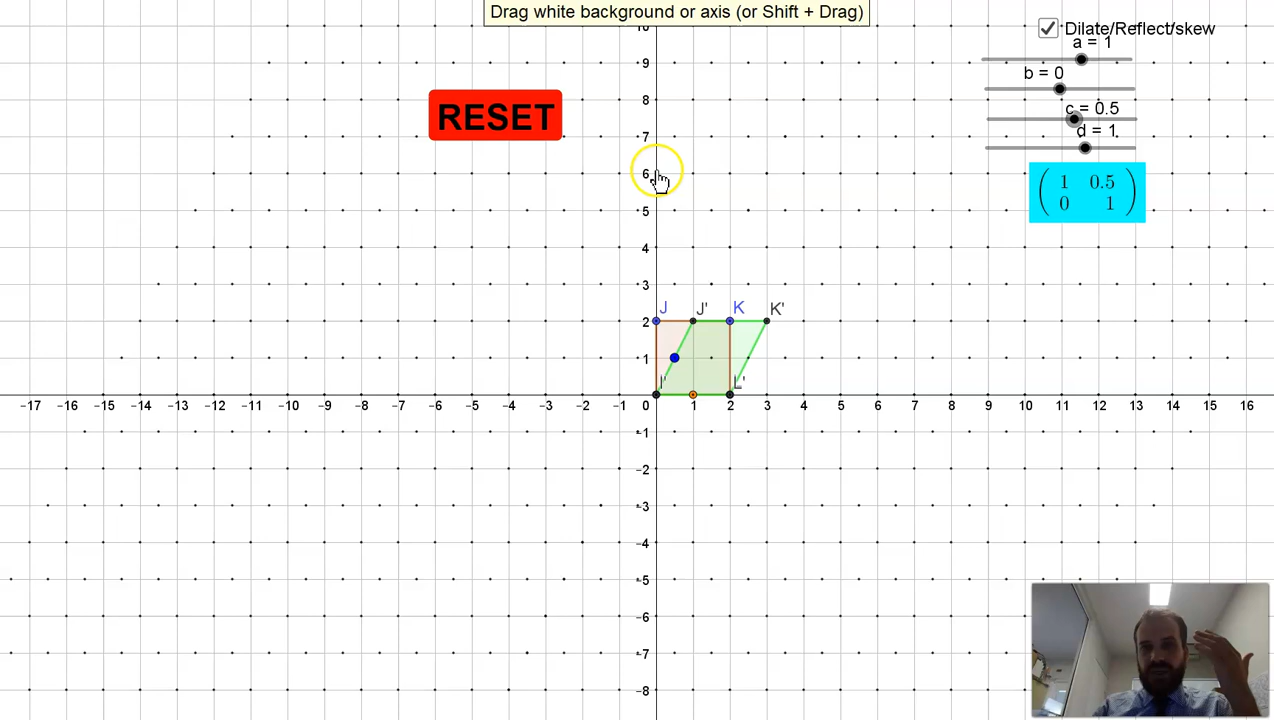 Drag white background or axis (or Shift + Drag)
Dilate/Reflect/skew
a = 1
b = 0
c = 0.5
d = 1
1 0.5
0 1
RESET
10
9
8
7
6
5
4
3
2
1
J J' K K'
I' L'
-17 -16 -15 -14 -13 -12 -11 -10 -9 -8 -7 -6 -5 -4 -3 -2 -1 0 1 2 3 4 5 6 7 8 9 10 11 12 13 14 15 16
-1
-2
-3
-4
-5
-6
-7
-8